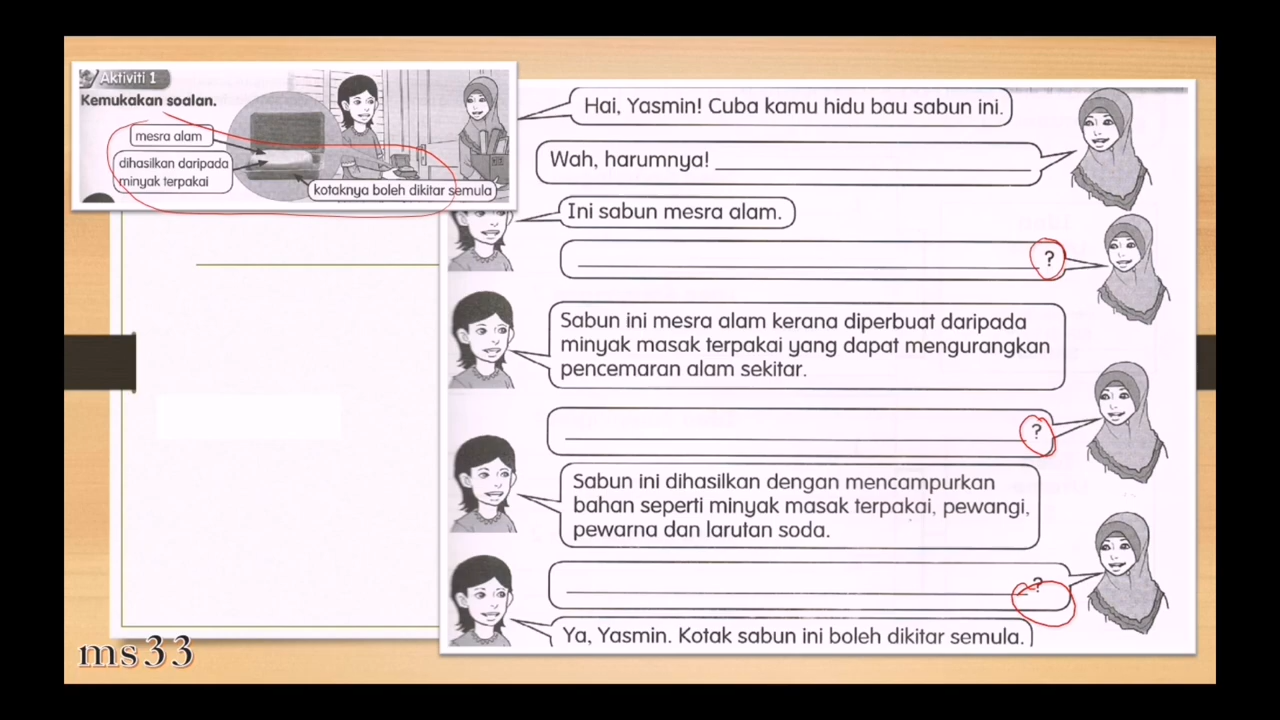 Aktiviti 1
Kemukakan soalan.
mesra alam
dihasilkan daripada
minyak terpakai
kotaknya boleh dikitar semula
Hai, Yasmin! Cuba kamu hidu bau sabun ini.
Wah, harumnya!
Ini sabun mesra alam.
?
Sabun ini mesra alam kerana diperbuat daripada
minyak masak terpakai yang dapat mengurangkan
pencemaran alam sekitar.
?
Sabun ini dihasilkan dengan mencampurkan
bahan seperti minyak masak terpakai, pewangi,
pewarna dan larutan soda.
?
Ya, Yasmin. Kotak sabun ini boleh dikitar semula.
ms33